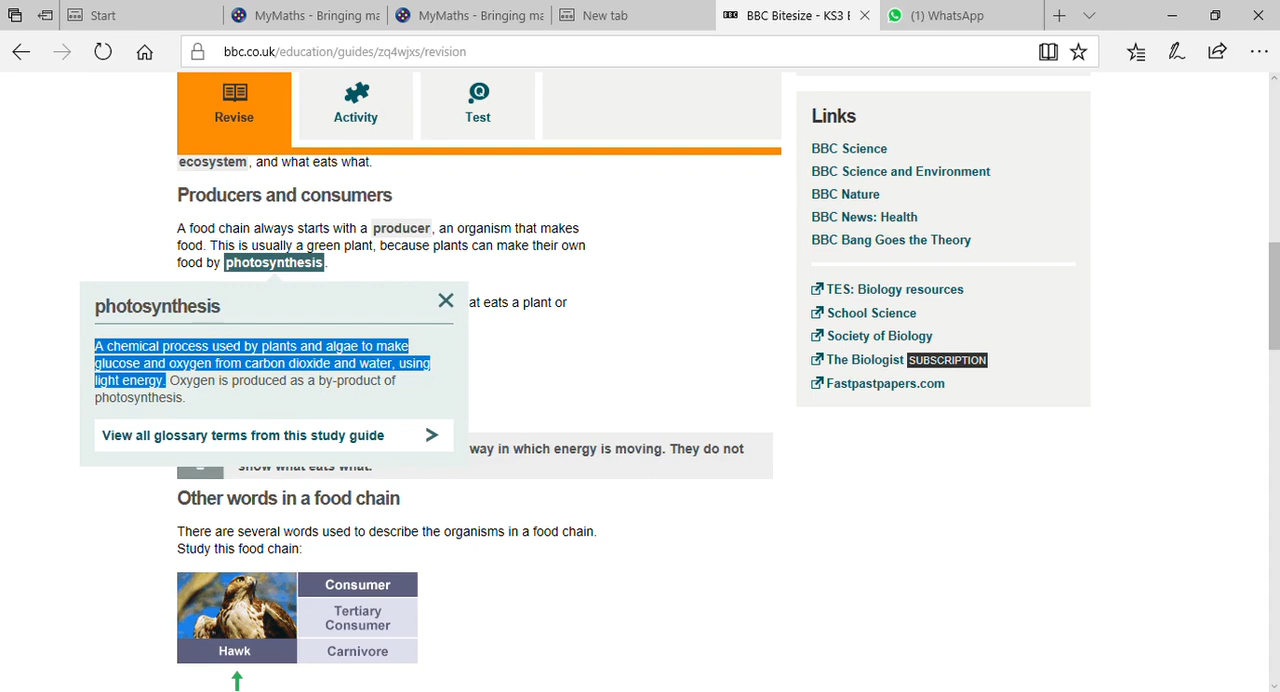 Start
MyMaths - Bringing ma
MyMaths - Bringing ma
New tab
BBC Bitesize - KS3 B
(1) WhatsApp
bbc.co.uk/education/guides/zq4wjxs/revision
Revise
Activity
Test
ecosystem, and what eats what.
Producers and consumers
A food chain always starts with a producer, an organism that makes
food. This is usually a green plant, because plants can make their own
food by photosynthesis.
at eats a plant or
photosynthesis
A chemical process used by plants and algae to make
glucose and oxygen from carbon dioxide and water, using
light energy. Oxygen is produced as a by-product of
photosynthesis.
View all glossary terms from this study guide
way in which energy is moving. They do not
show what eats what.
Other words in a food chain
There are several words used to describe the organisms in a food chain.
Study this food chain:
Consumer
Tertiary
Consumer
Hawk
Carnivore
Links
BBC Science
BBC Science and Environment
BBC Nature
BBC News: Health
BBC Bang Goes the Theory
TES: Biology resources
School Science
Society of Biology
The Biologist SUBSCRIPTION
Fastpastpapers.com